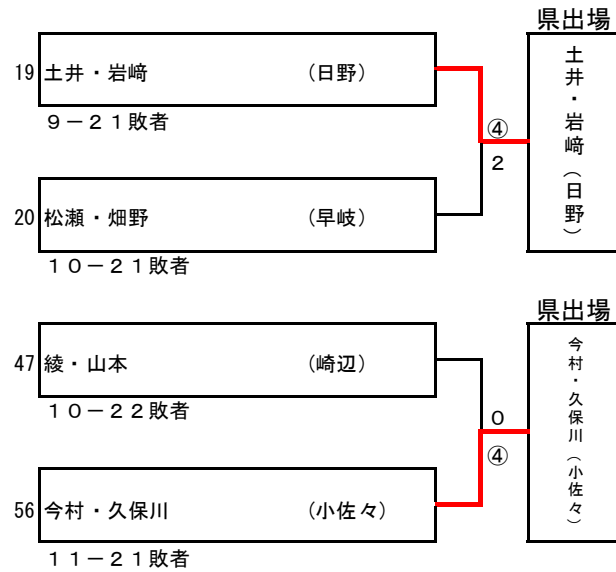 県出場
19 土井・岩﨑 （日野）
９－２１敗者
④
２
土井・岩﨑（日野）
20 松瀬・畑野 （早岐）
１０－２１敗者
県出場
47 綾・山本 （崎辺）
１０－２２敗者
０
④
今村・久保川（小佐々）
56 今村・久保川 （小佐々）
１１－２１敗者